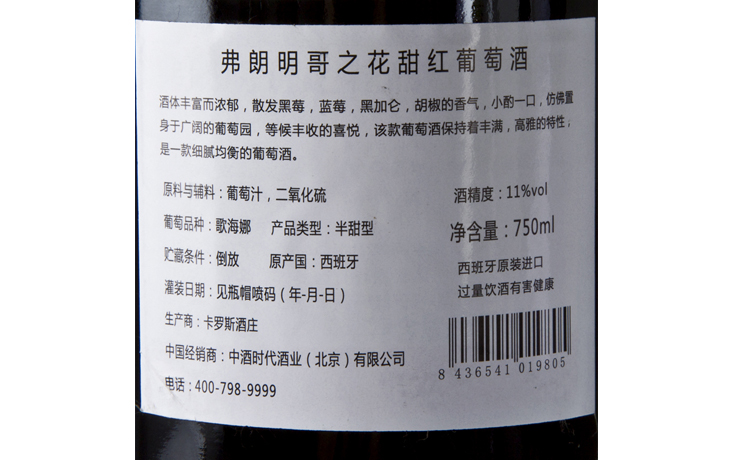 弗朗明哥之花甜红葡萄酒
酒体丰富而浓郁，散发黑莓，蓝莓，黑加仑，胡椒的香气，小酌一口，仿佛置
身于广阔的葡萄园，等候丰收的喜悦，该款葡萄酒保持着丰满，高雅的特性，
是一款细腻均衡的葡萄酒。
原料与辅料：葡萄汁，二氧化硫
酒精度：11%vol
葡萄品种：歌海娜 产品类型：半甜型
净含量：750ml
贮藏条件：倒放 原产国：西班牙
西班牙原装进口
灌装日期：见瓶帽喷码（年-月-日）
过量饮酒有害健康
生产商：卡罗斯酒庄
中国经销商：中酒时代酒业（北京）有限公司
电话：400-798-9999
8 436541 019805